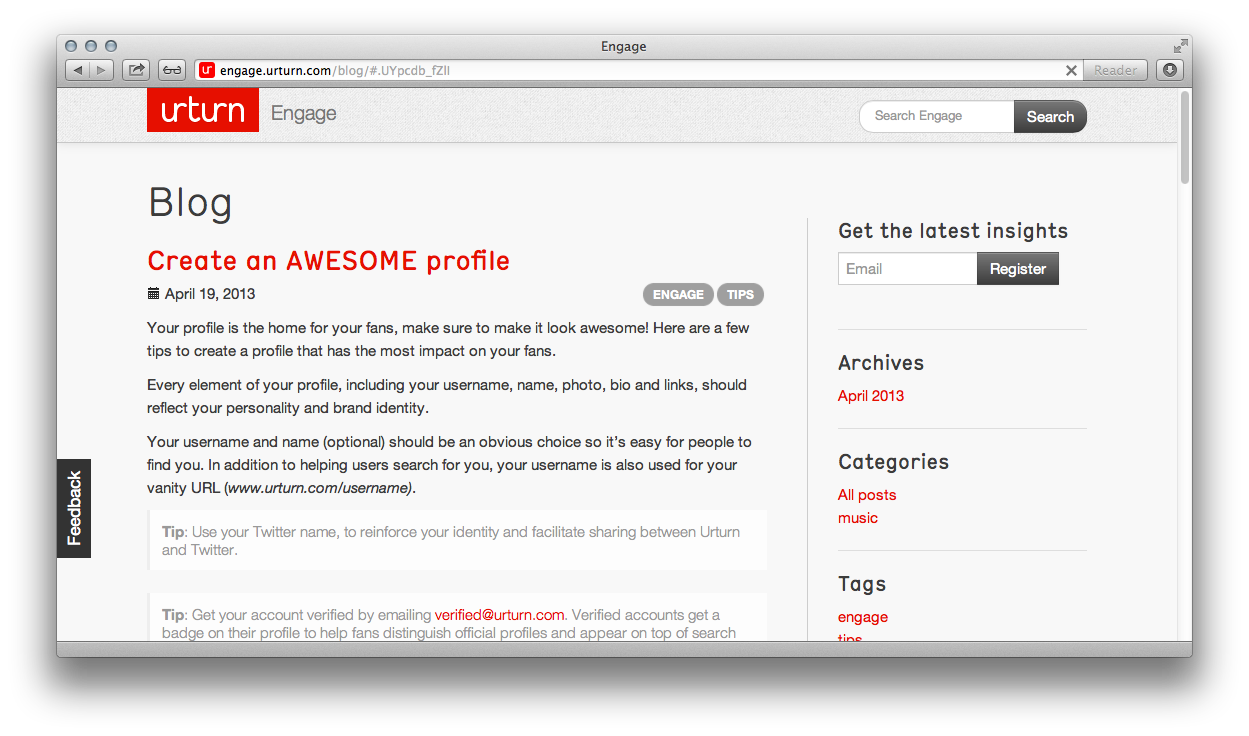 Engage
engage.urturn.com/blog/#.UYpcdb_fZlI
Reader
urturn
Engage
Search Engage
Search
Blog
Create an AWESOME profile
April 19, 2013
ENGAGE
TIPS
Your profile is the home for your fans, make sure to make it look awesome! Here are a few
tips to create a profile that has the most impact on your fans.
Every element of your profile, including your username, name, photo, bio and links, should
reflect your personality and brand identity.
Your username and name (optional) should be an obvious choice so it's easy for people to
find you. In addition to helping users search for you, your username is also used for your
vanity URL (www.urturn.com/username).
Tip: Use your Twitter name, to reinforce your identity and facilitate sharing between Urturn
and Twitter.
Tip: Get your account verified by emailing verified@urturn.com. Verified accounts get a
badge on their profile to help fans distinguish official profiles and appear on top of search
Feedback
Get the latest insights
Email
Register
Archives
April 2013
Categories
All posts
music
Tags
engage
tips